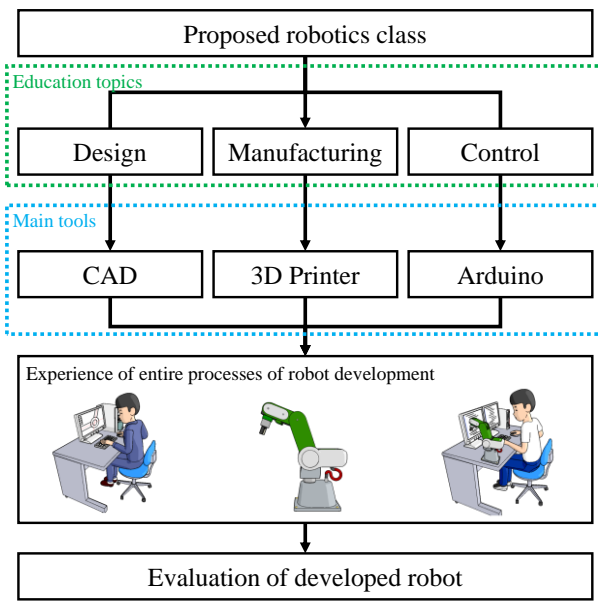 Proposed robotics class
Education topics
Design
Manufacturing
Control
Main tools
CAD
3D Printer
Arduino
Experience of entire processes of robot development
Evaluation of developed robot